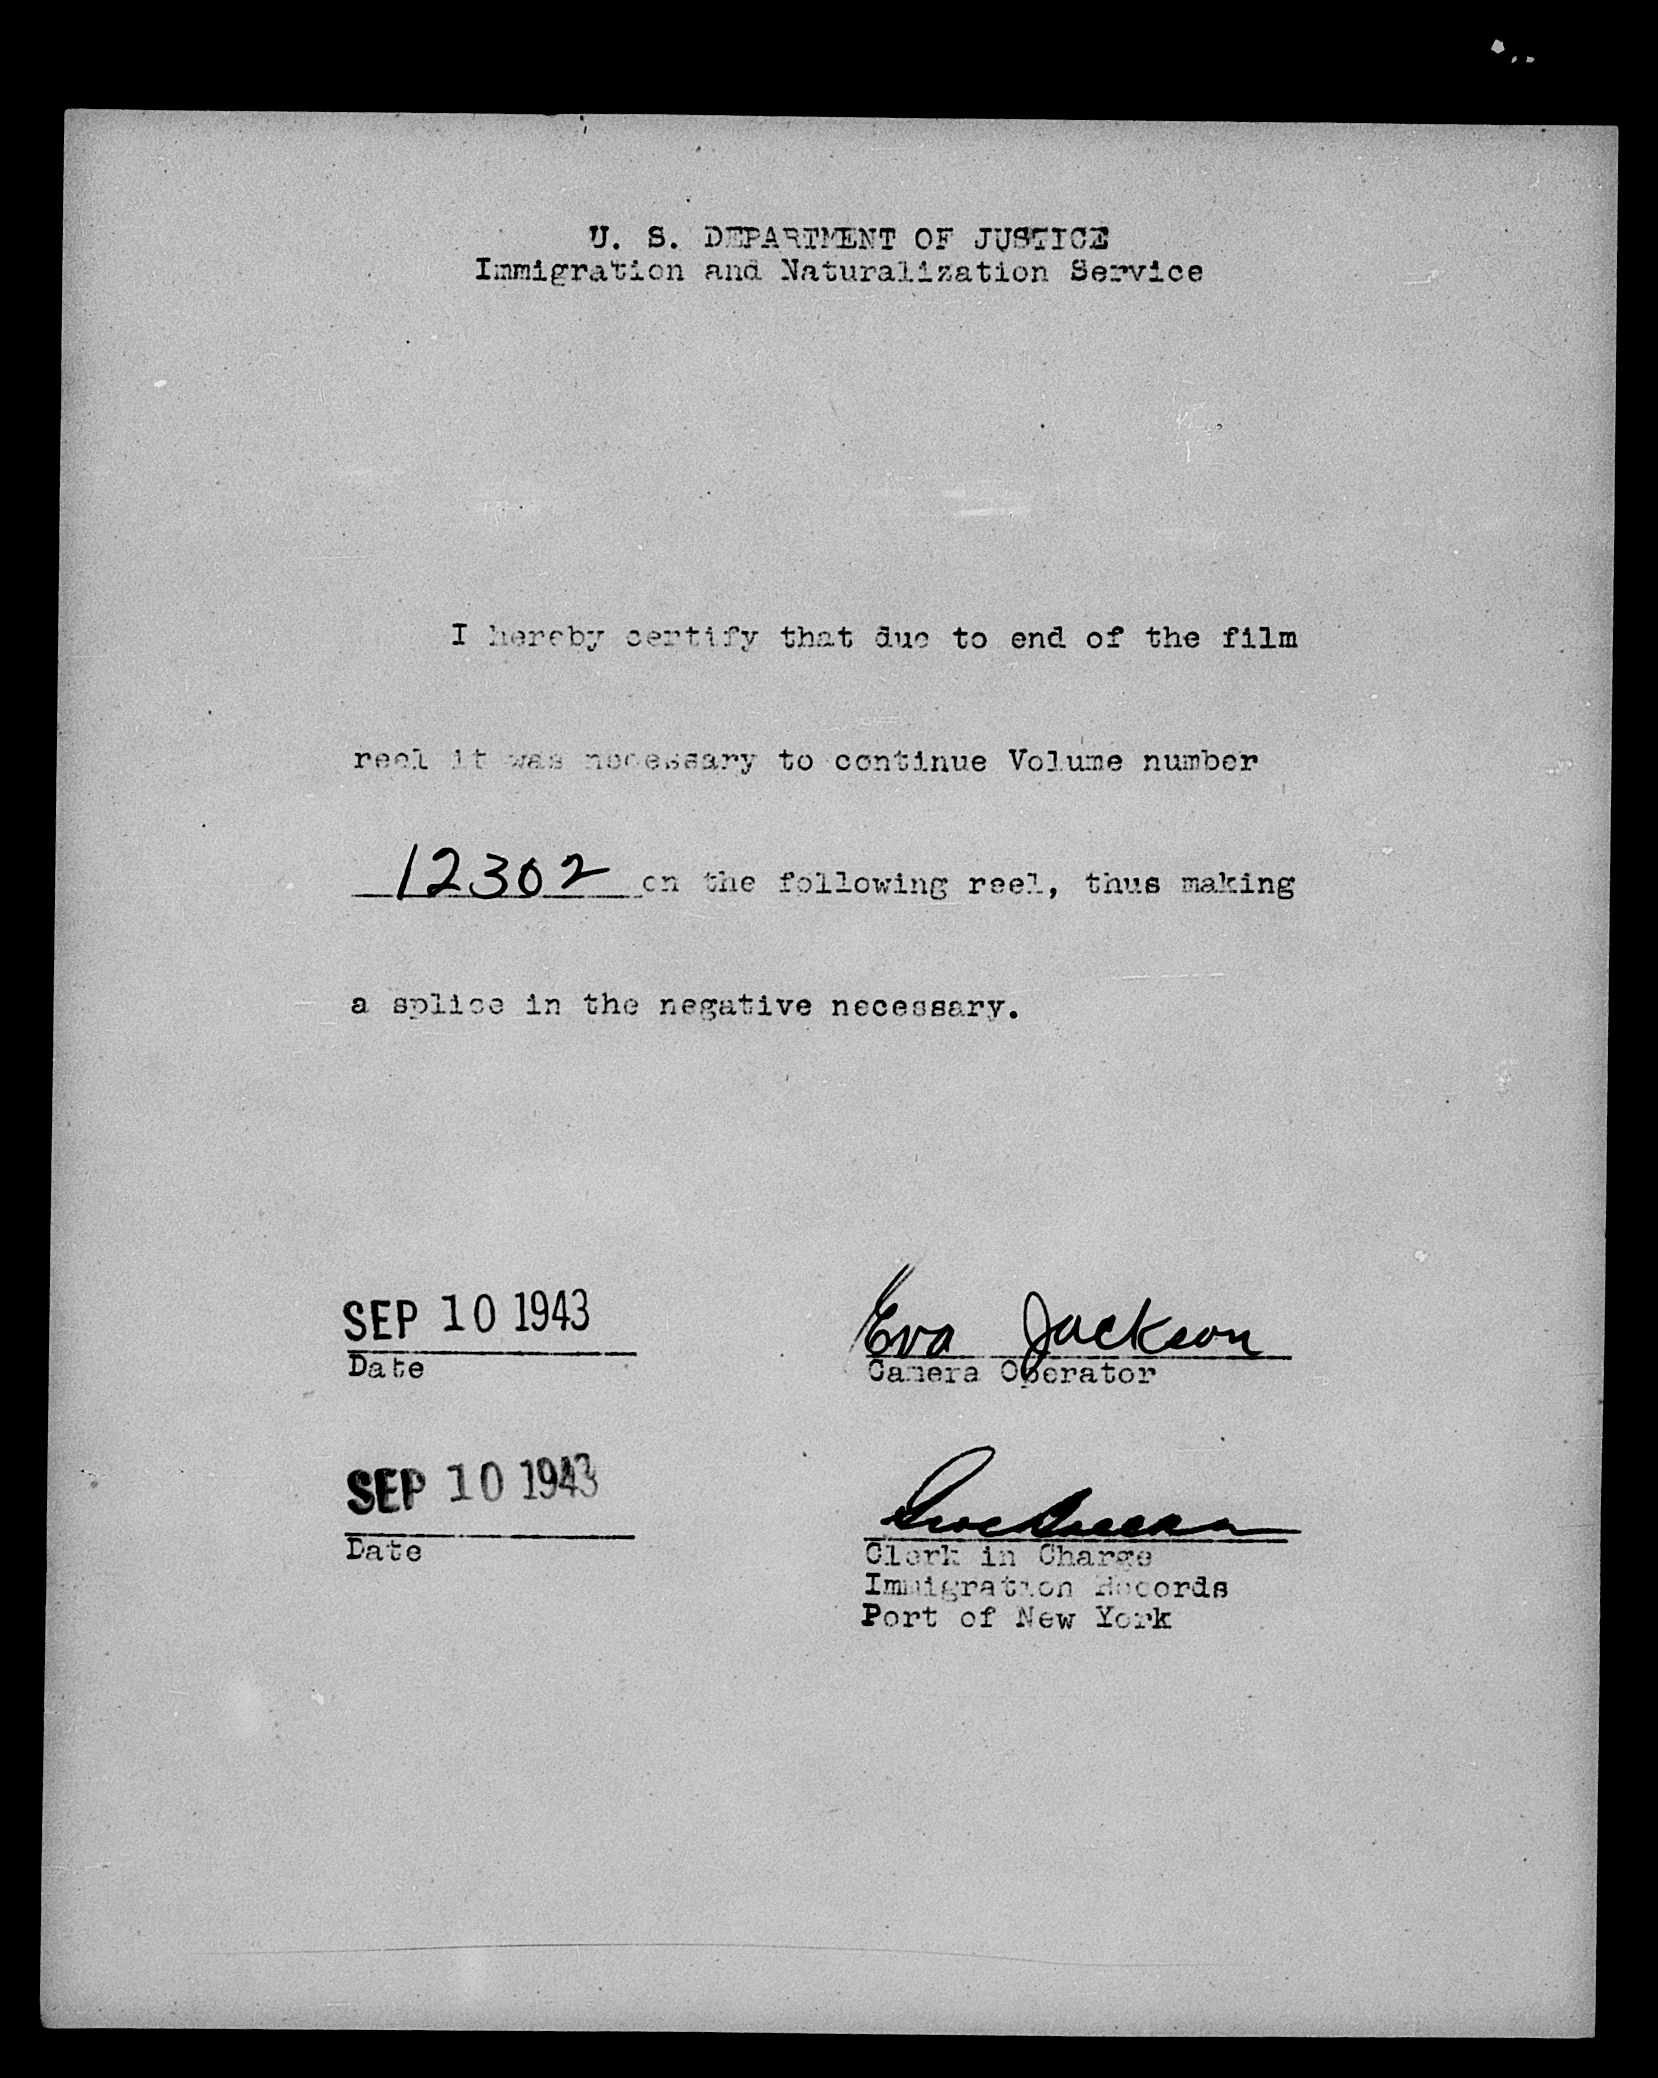 U. S. DEPARTMENT OF JUSTICE
Immigration and Naturalization Service
I hereby certify that due to end of the film
reel it was necessary to continue Volume number
12302 on the following reel, thus making
a splice in the negative necessary.
SEP 10 1943
Date
Eva Jackson
Camera Operator
SEP 10 1943
Date
Clerk in Charge
Immigration Records
Port of New York